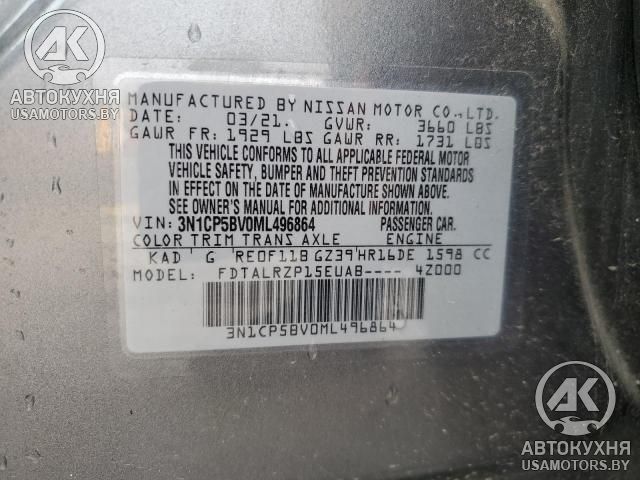 AK
АВТОКУХНЯ
USAMOTORS.BY
MANUFACTURED BY NISSAN MOTOR CO.,LTD.
DATE: 03/21. GVWR: 3660 LBS
GAWR FR: 1929 LBS GAWR RR: 1731 LBS
THIS VEHICLE CONFORMS TO ALL APPLICABLE FEDERAL MOTOR
VEHICLE SAFETY, BUMPER AND THEFT PREVENTION STANDARDS
IN EFFECT ON THE DATE OF MANUFACTURE SHOWN ABOVE.
SEE OWNER'S MANUAL FOR ADDITIONAL INFORMATION.
VIN: 3N1CP5BV0ML496864 PASSENGER CAR.
COLOR TRIM TRANS AXLE ENGINE
KAD G RE0F11B GZ39 HR16DE 1598 CC
MODEL: FDTALRZP15EUAB---- 4Z000
3N1CP5BV0ML496864
AK
АВТОКУХНЯ
USAMOTORS.BY